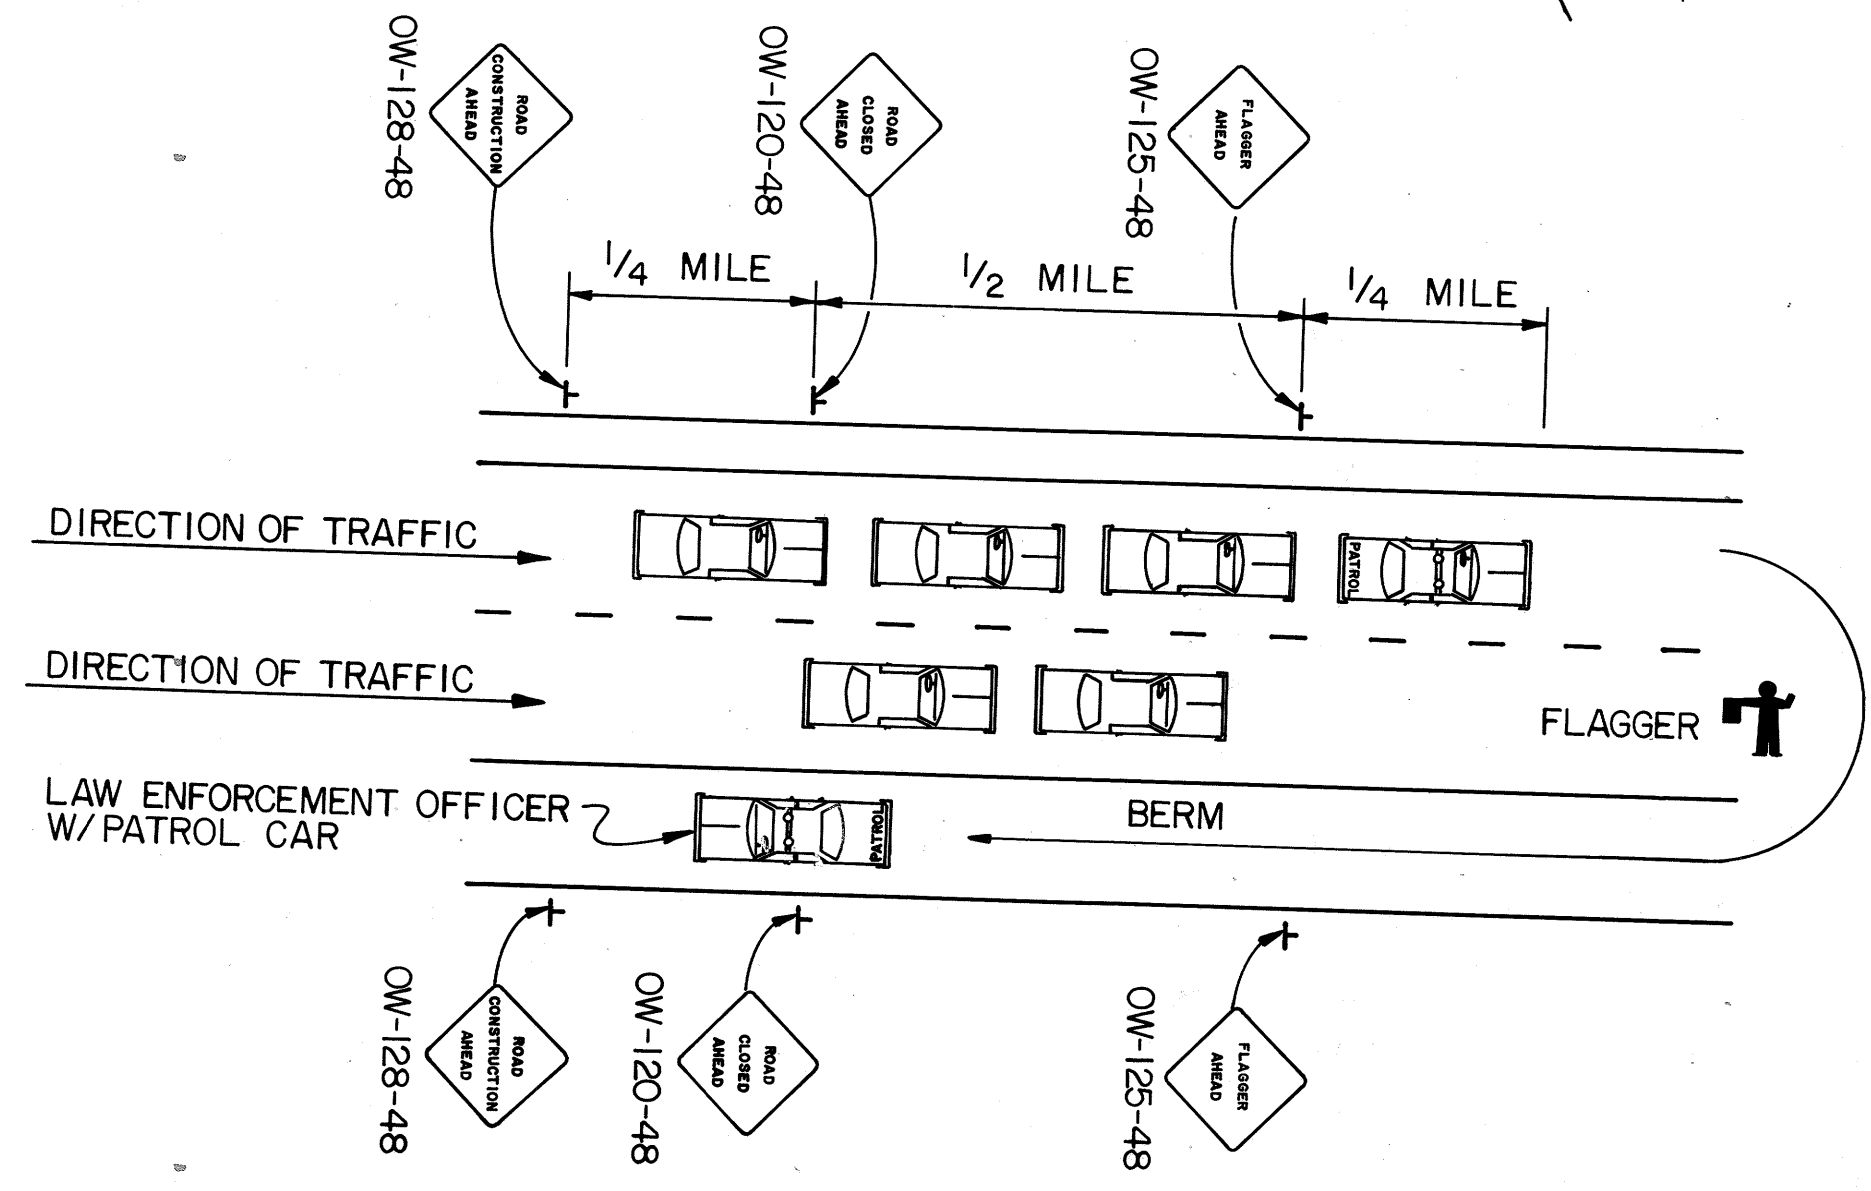 OW-128-48
ROAD
CONSTRUCTION
AHEAD
OW-120-48
ROAD
CLOSED
AHEAD
OW-125-48
FLAGGER
AHEAD
1/4 MILE
1/2 MILE
1/4 MILE
DIRECTION OF TRAFFIC
PATROL
DIRECTION OF TRAFFIC
FLAGGER
LAW ENFORCEMENT OFFICER
W/PATROL CAR
PATROL
BERM
OW-128-48
ROAD
CONSTRUCTION
AHEAD
OW-120-48
ROAD
CLOSED
AHEAD
OW-125-48
FLAGGER
AHEAD